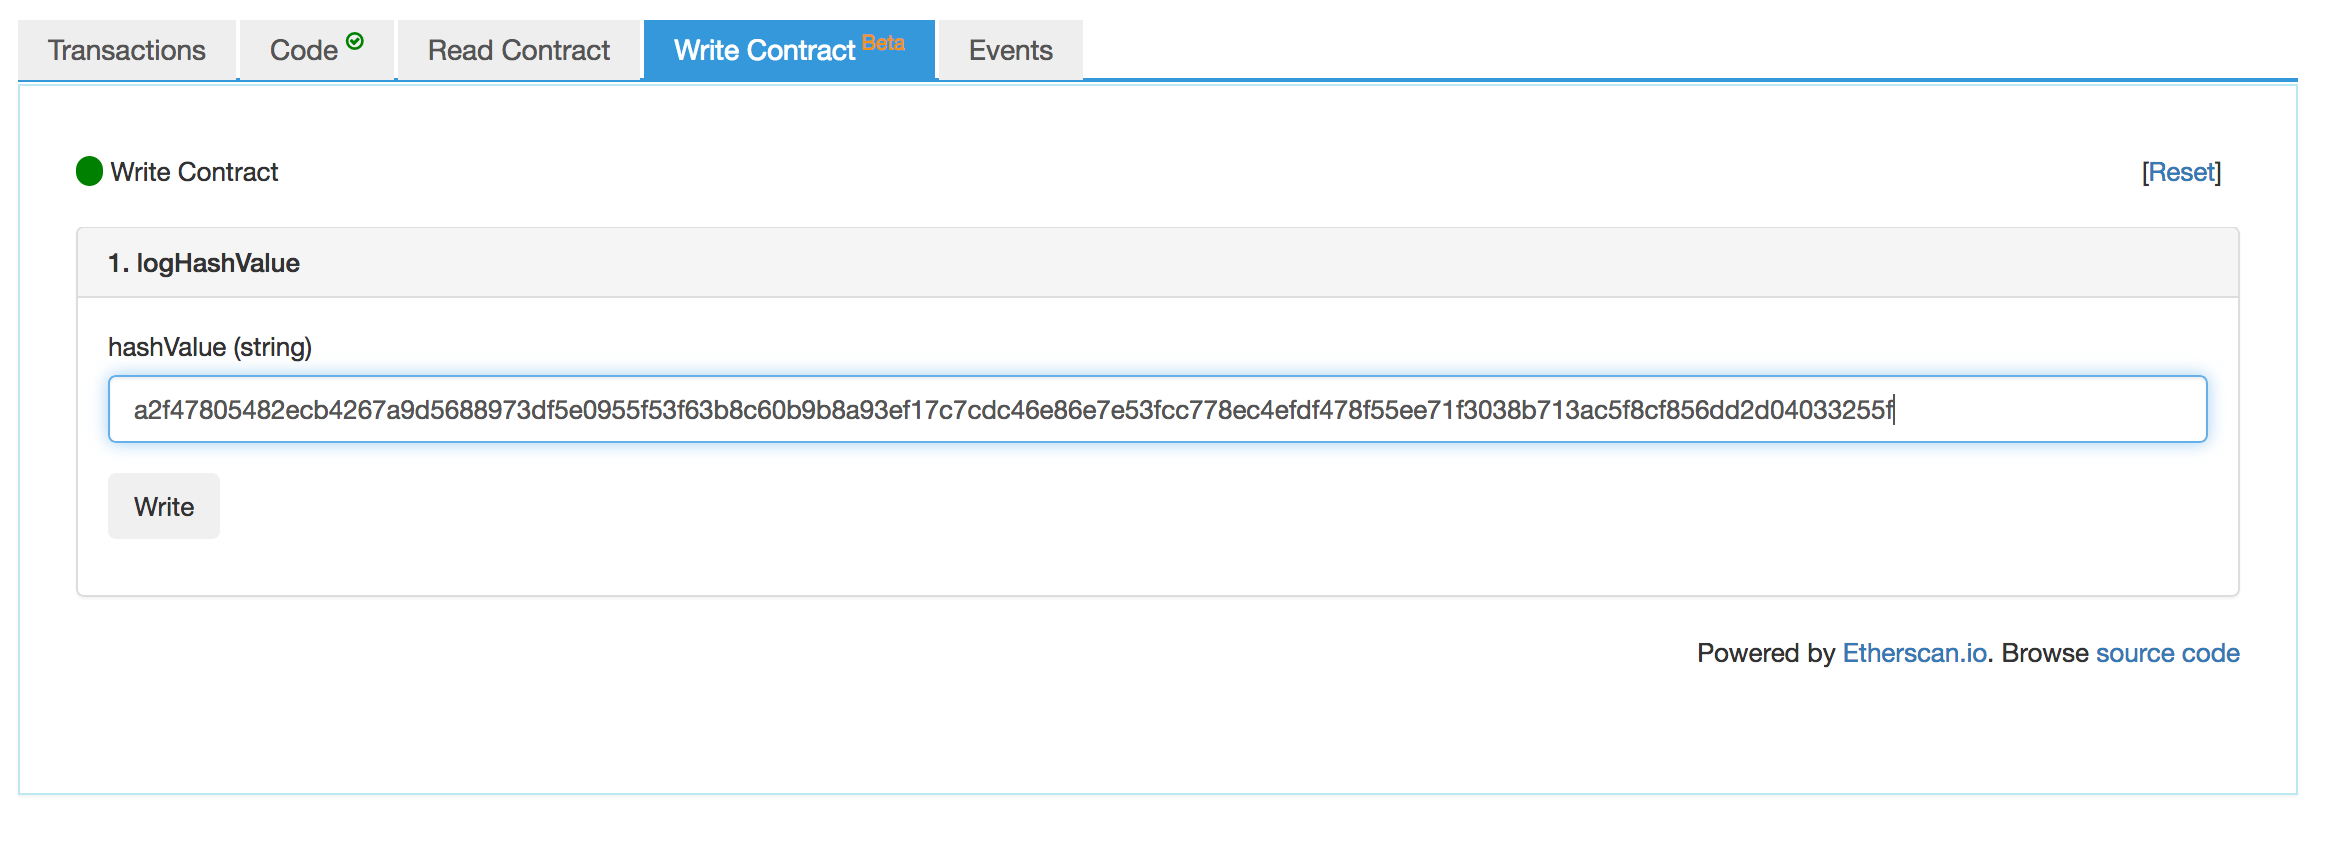 Transactions Code Read Contract Write Contract Beta Events
Write Contract [Reset]
1. logHashValue
hashValue (string)
a2f47805482ecb4267a9d5688973df5e0955f53f63b8c60b9b8a93ef17c7cdc46e86e7e53fcc778ec4efdf478f55ee71f3038b713ac5f8cf856dd2d04033255f
Write
Powered by Etherscan.io. Browse source code